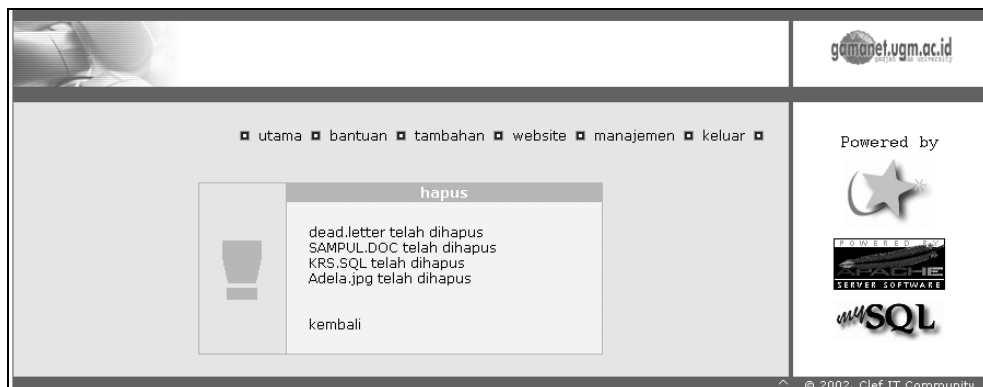 gamanet.ugm.ac.id
utama bantuan tambahan website manajemen keluar
Powered by
hapus
dead.letter telah dihapus
SAMPUL.DOC telah dihapus
KRS.SQL telah dihapus
Adela.jpg telah dihapus
kembali
POWERED BY
APACHE
SERVER SOFTWARE
mySQL
^ © 2002, Clef IT Community